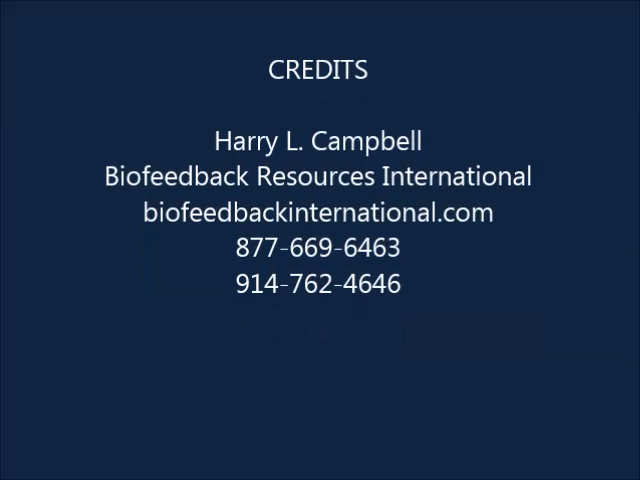 CREDITS
Harry L. Campbell
Biofeedback Resources International
biofeedbackinternational.com
877-669-6463
914-762-4646